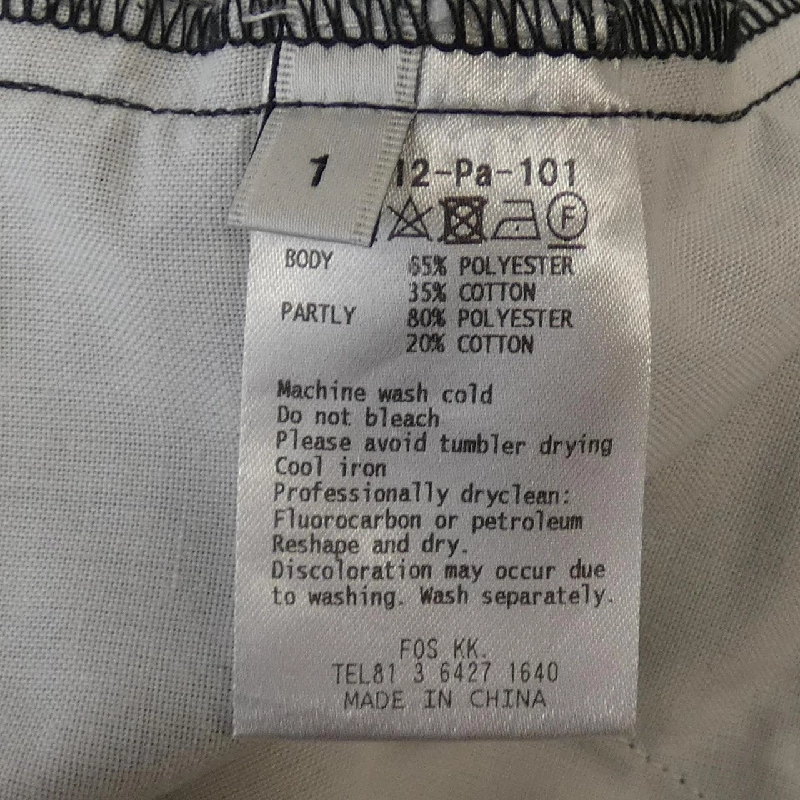 1
12-Pa-101
F
BODY 65% POLYESTER
35% COTTON
PARTLY 80% POLYESTER
20% COTTON
Machine wash cold
Do not bleach
Please avoid tumbler drying
Cool iron
Professionally dryclean:
Fluorocarbon or petroleum
Reshape and dry.
Discoloration may occur due
to washing. Wash separately.
FOS KK.
TEL81 3 6427 1640
MADE IN CHINA